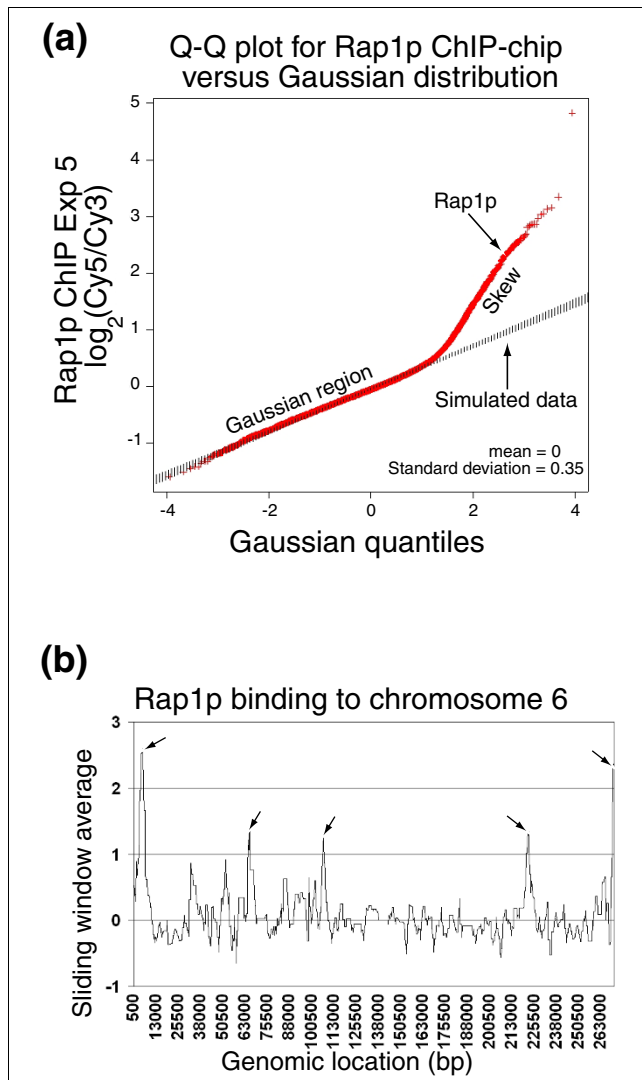 (a)
Q-Q plot for Rap1p ChIP-chip
versus Gaussian distribution
Rap1p ChIP Exp 5
log2(Cy5/Cy3)
5
4
3
2
1
0
-1
Rap1p
Skew
Gaussian region
Simulated data
mean = 0
Standard deviation = 0.35
-4
-2
0
2
4
Gaussian quantiles
(b)
Rap1p binding to chromosome 6
Sliding window average
3
2
1
0
-1
500
13000
25500
38000
50500
63000
75500
88000
100500
113000
125500
138000
150500
163000
175500
188000
200500
213000
225500
238000
250500
263000
Genomic location (bp)